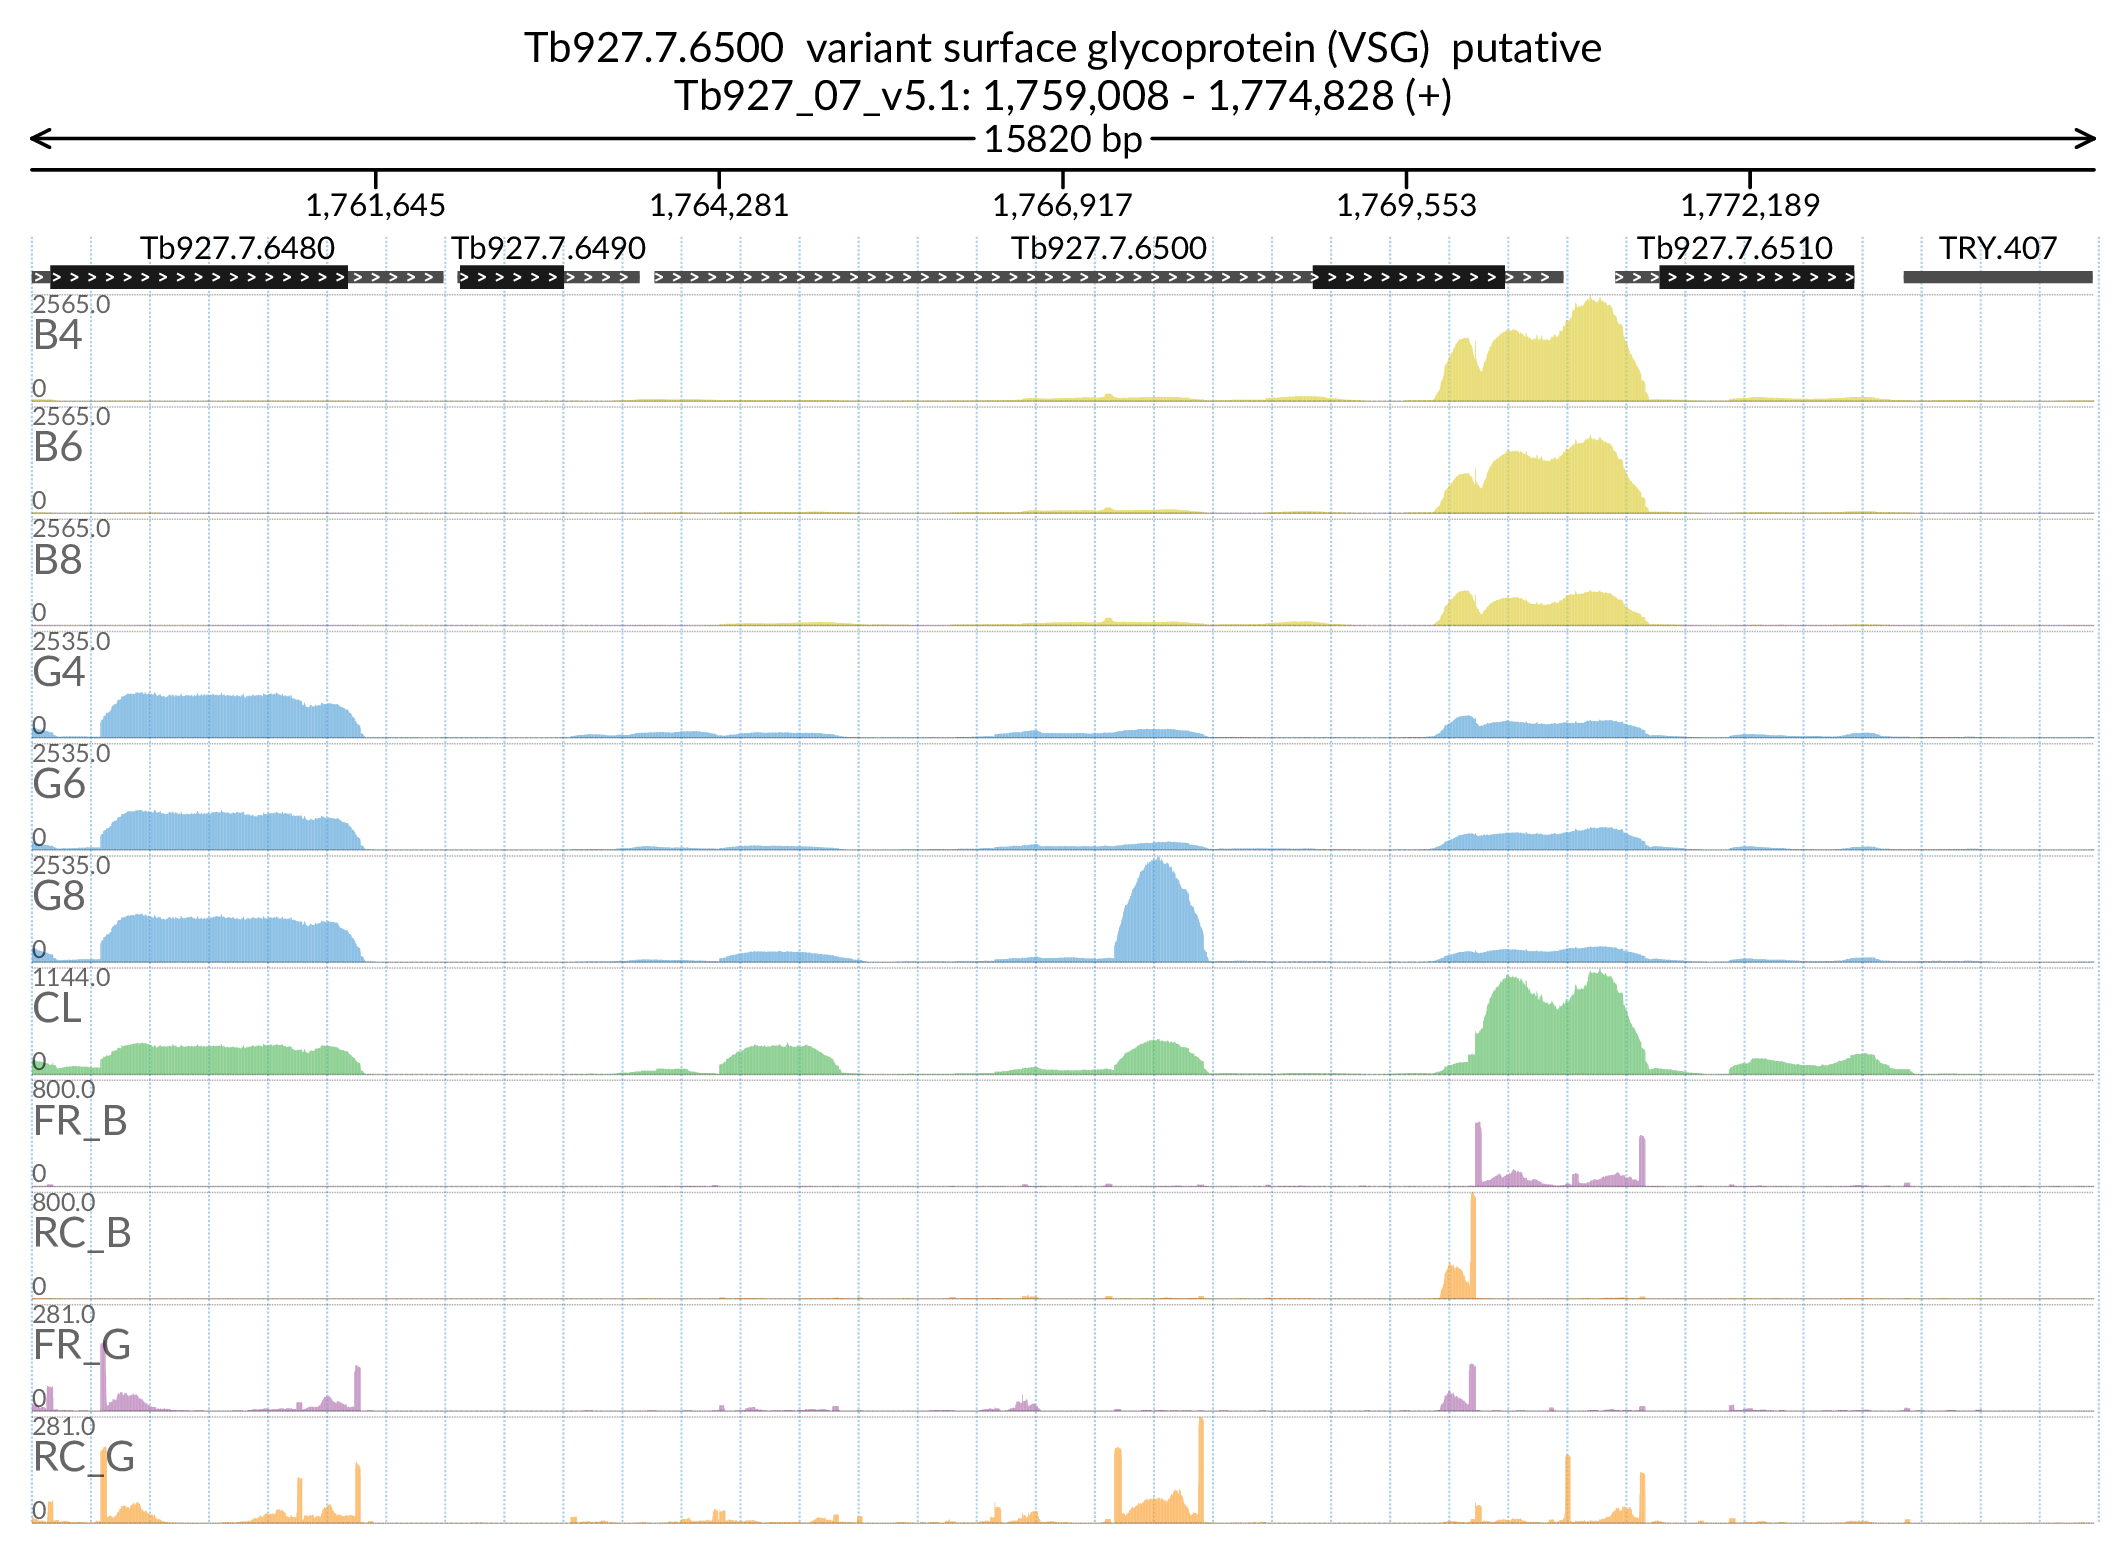 Tb927.7.6500  variant surface glycoprotein (VSG)  putative
Tb927_07_v5.1: 1,759,008 - 1,774,828 (+)
15820 bp
1,761,645 1,764,281 1,766,917 1,769,553 1,772,189
Tb927.7.6480 Tb927.7.6490 Tb927.7.6500 Tb927.7.6510 TRY.407
2565.0
B4
0
2565.0
B6
0
2565.0
B8
0
2535.0
G4
0
2535.0
G6
0
2535.0
G8
0
1144.0
CL
0
800.0
FR_B
0
800.0
RC_B
0
281.0
FR_G
0
281.0
RC_G
0